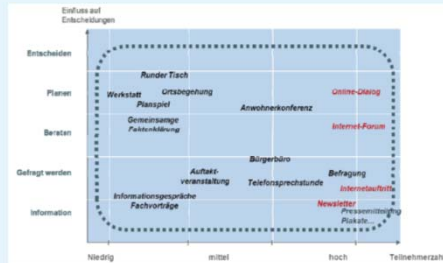 Einfluss auf
Entscheidungen
Entscheiden
Runder Tisch
Planen
Werkstatt
Ortsbegehung
Online-Dialog
Planspiel
Anwohnerkonferenz
Gemeinsame
Faktenklärung
Internet-Forum
Beraten
Bürgerbüro
Gefragt werden
Auftakt-
veranstaltung
Telefonsprechstunde
Befragung
Internetauftritt
Informationsgespräche
Fachvorträge
Newsletter
Information
Pressemitteilung
Plakate...
Niedrig
mittel
hoch
Teilnehmerzahl